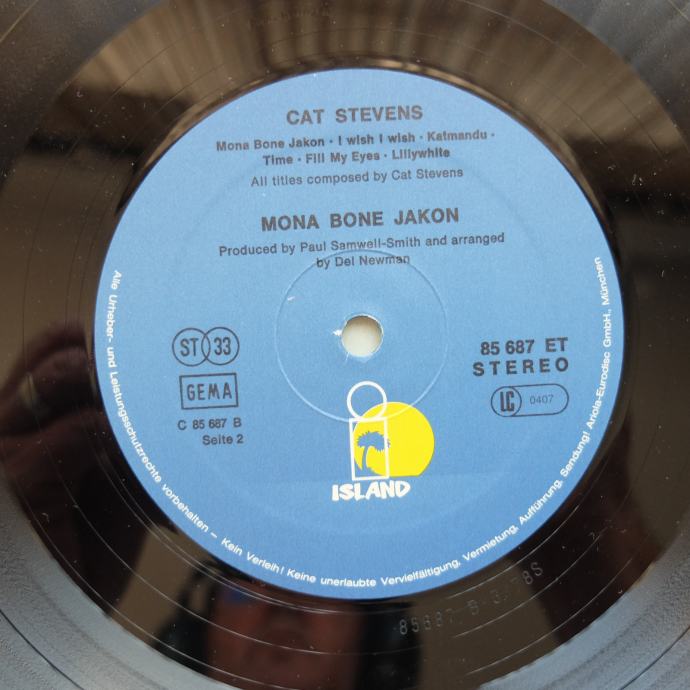 CAT STEVENS
Mona Bone Jakon · I wish I wish · Katmandu ·
Time · Fill My Eyes · Lillywhite
All titles composed by Cat Stevens
MONA BONE JAKON
Produced by Paul Samwell-Smith and arranged
by Del Newman
ST 33
GEMA
C 85 687 B
Seite 2
85 687 ET
STEREO
LC 0407
ISLAND
Alle Urheber- und Leistungsschutzrechte vorbehalten – Kein Verleih! Keine unerlaubte Vervielfältigung, Vermietung, Aufführung, Sendung! Ariola-Eurodisc GmbH., München